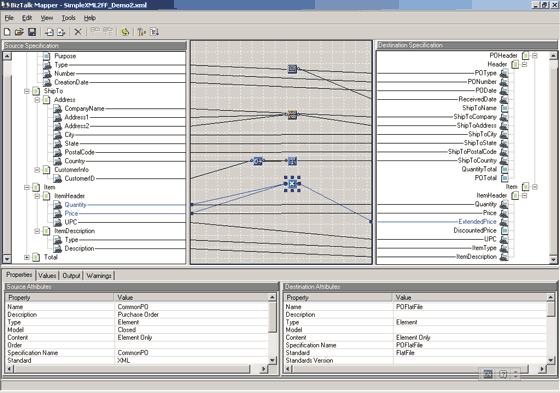 BizTalk Mapper - SimpleXML2FF_Demo2.xml
File Edit View Tools Help
Source Specification
Purpose
Type
Number
CreationDate
ShipTo
Address
CompanyName
Address1
Address2
City
State
PostalCode
Country
CustomerInfo
CustomerID
Item
ItemHeader
Quantity
Price
UPC
ItemDescription
Type
Description
Total
Destination Specification
POHeader
Header
POType
PONumber
PODate
ReceivedDate
ShipToName
ShipToCompany
ShipToAddress
ShipToCity
ShipToState
ShipToPostalCode
ShipToCountry
QuantityTotal
POTotal
Item
ItemHeader
Quantity
Price
ExtendedPrice
DiscountedPrice
UPC
ItemType
ItemDescription
Properties Values Output Warnings
Source Attributes
Property Value
Name CommonPO
Description Purchase Order
Type Element
Model Closed
Content Element Only
Order
Specification Name CommonPO
Standard XML
Destination Attributes
Property Value
Name POFlatFile
Description
Type Element
Model
Content Element Only
Specification Name POFlatFile
Standard FlatFile
Standards Version